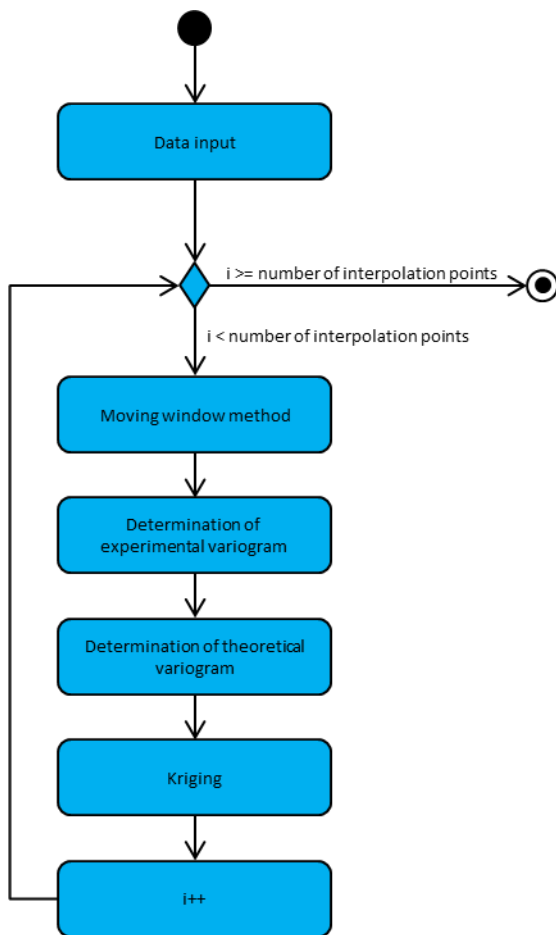 Data input
i >= number of interpolation points
i < number of interpolation points
Moving window method
Determination of
experimental variogram
Determination of theoretical
variogram
Kriging
i++